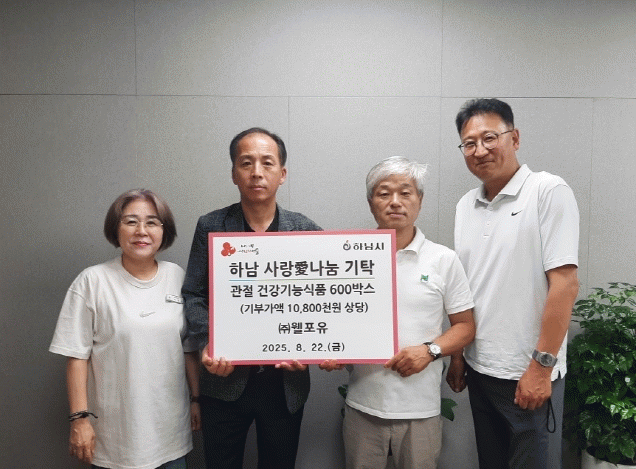 하남시
하남 사랑愛나눔 기탁
관절 건강기능식품 600박스
(기부가액 10,800천원 상당)
㈜웰포유
2025. 8. 22.(금)